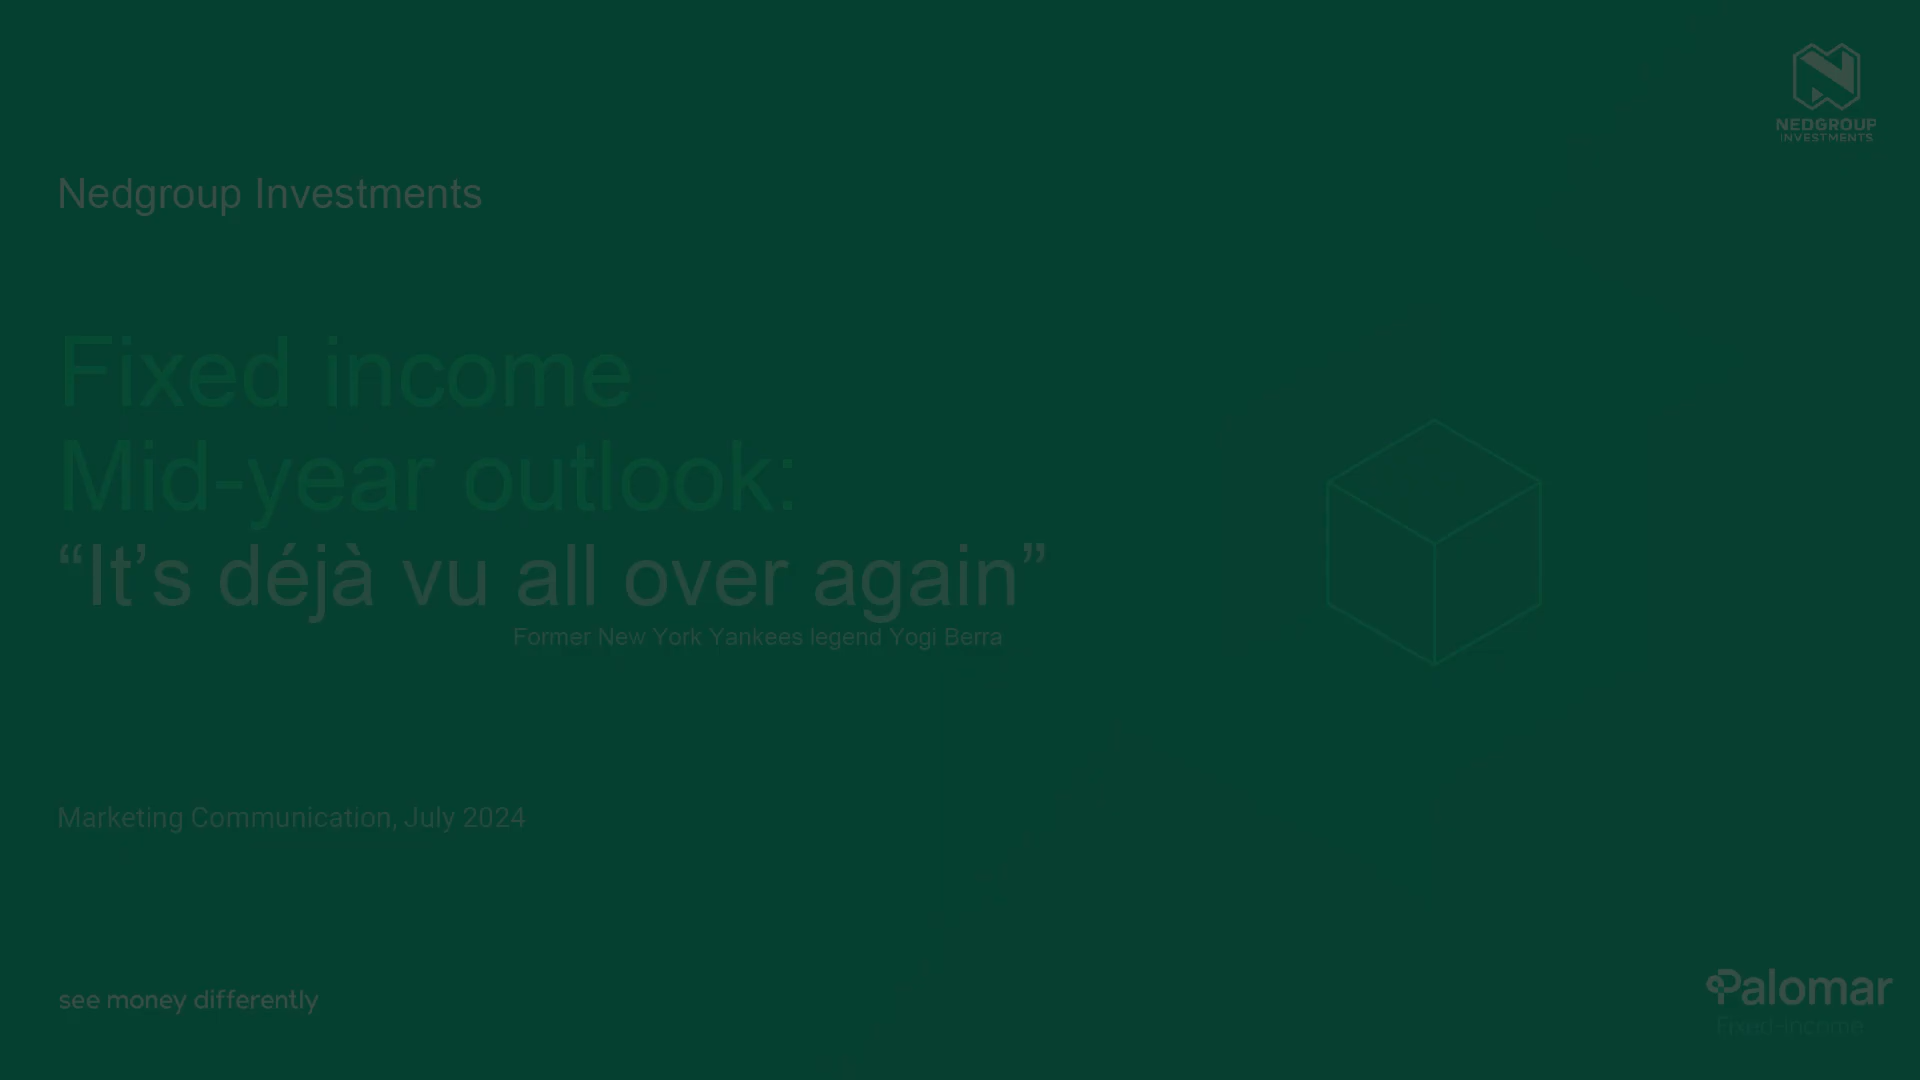 NEDGROUP
INVESTMENTS
Nedgroup Investments
Fixed income
Mid-year outlook:
“It’s déjà vu all over again”
Former New York Yankees legend Yogi Berra
Marketing Communication, July 2024
see money differently
Palomar
Fixed-income